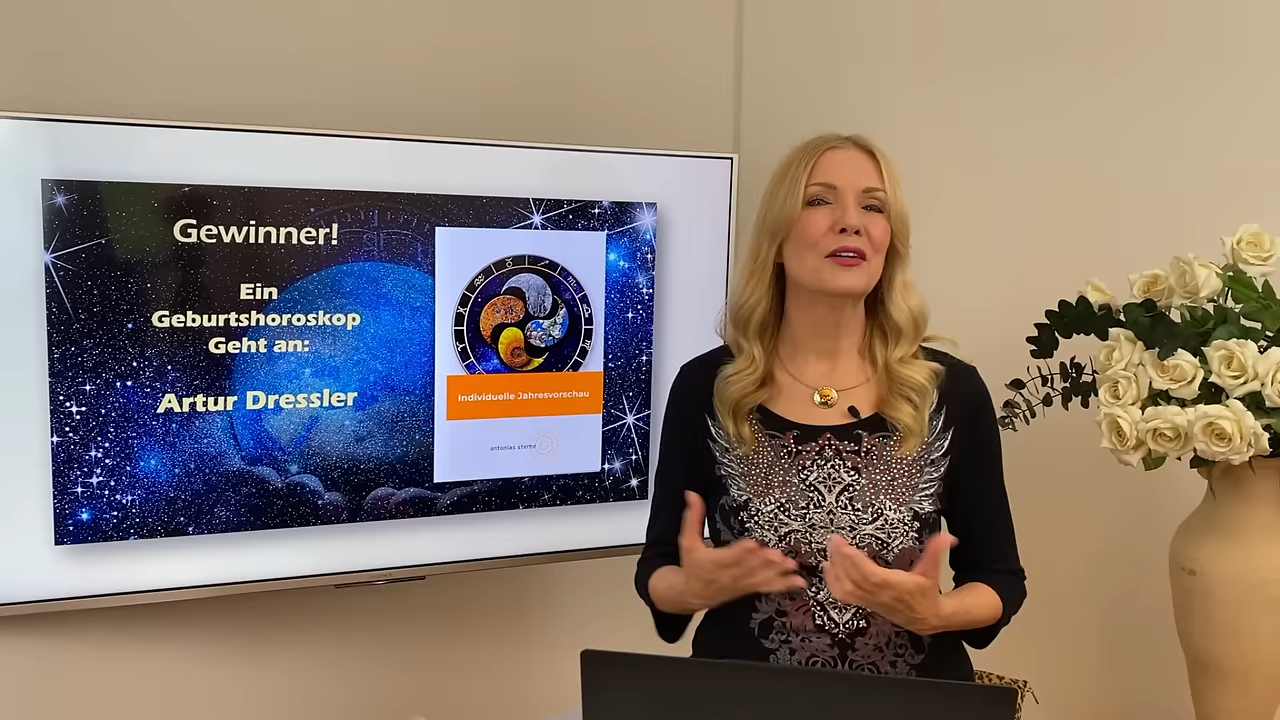 Gewinner!
Ein
Geburtshoroskop
Geht an:
Artur Dressler
Individuelle Jahresvorschau
antonias sterne